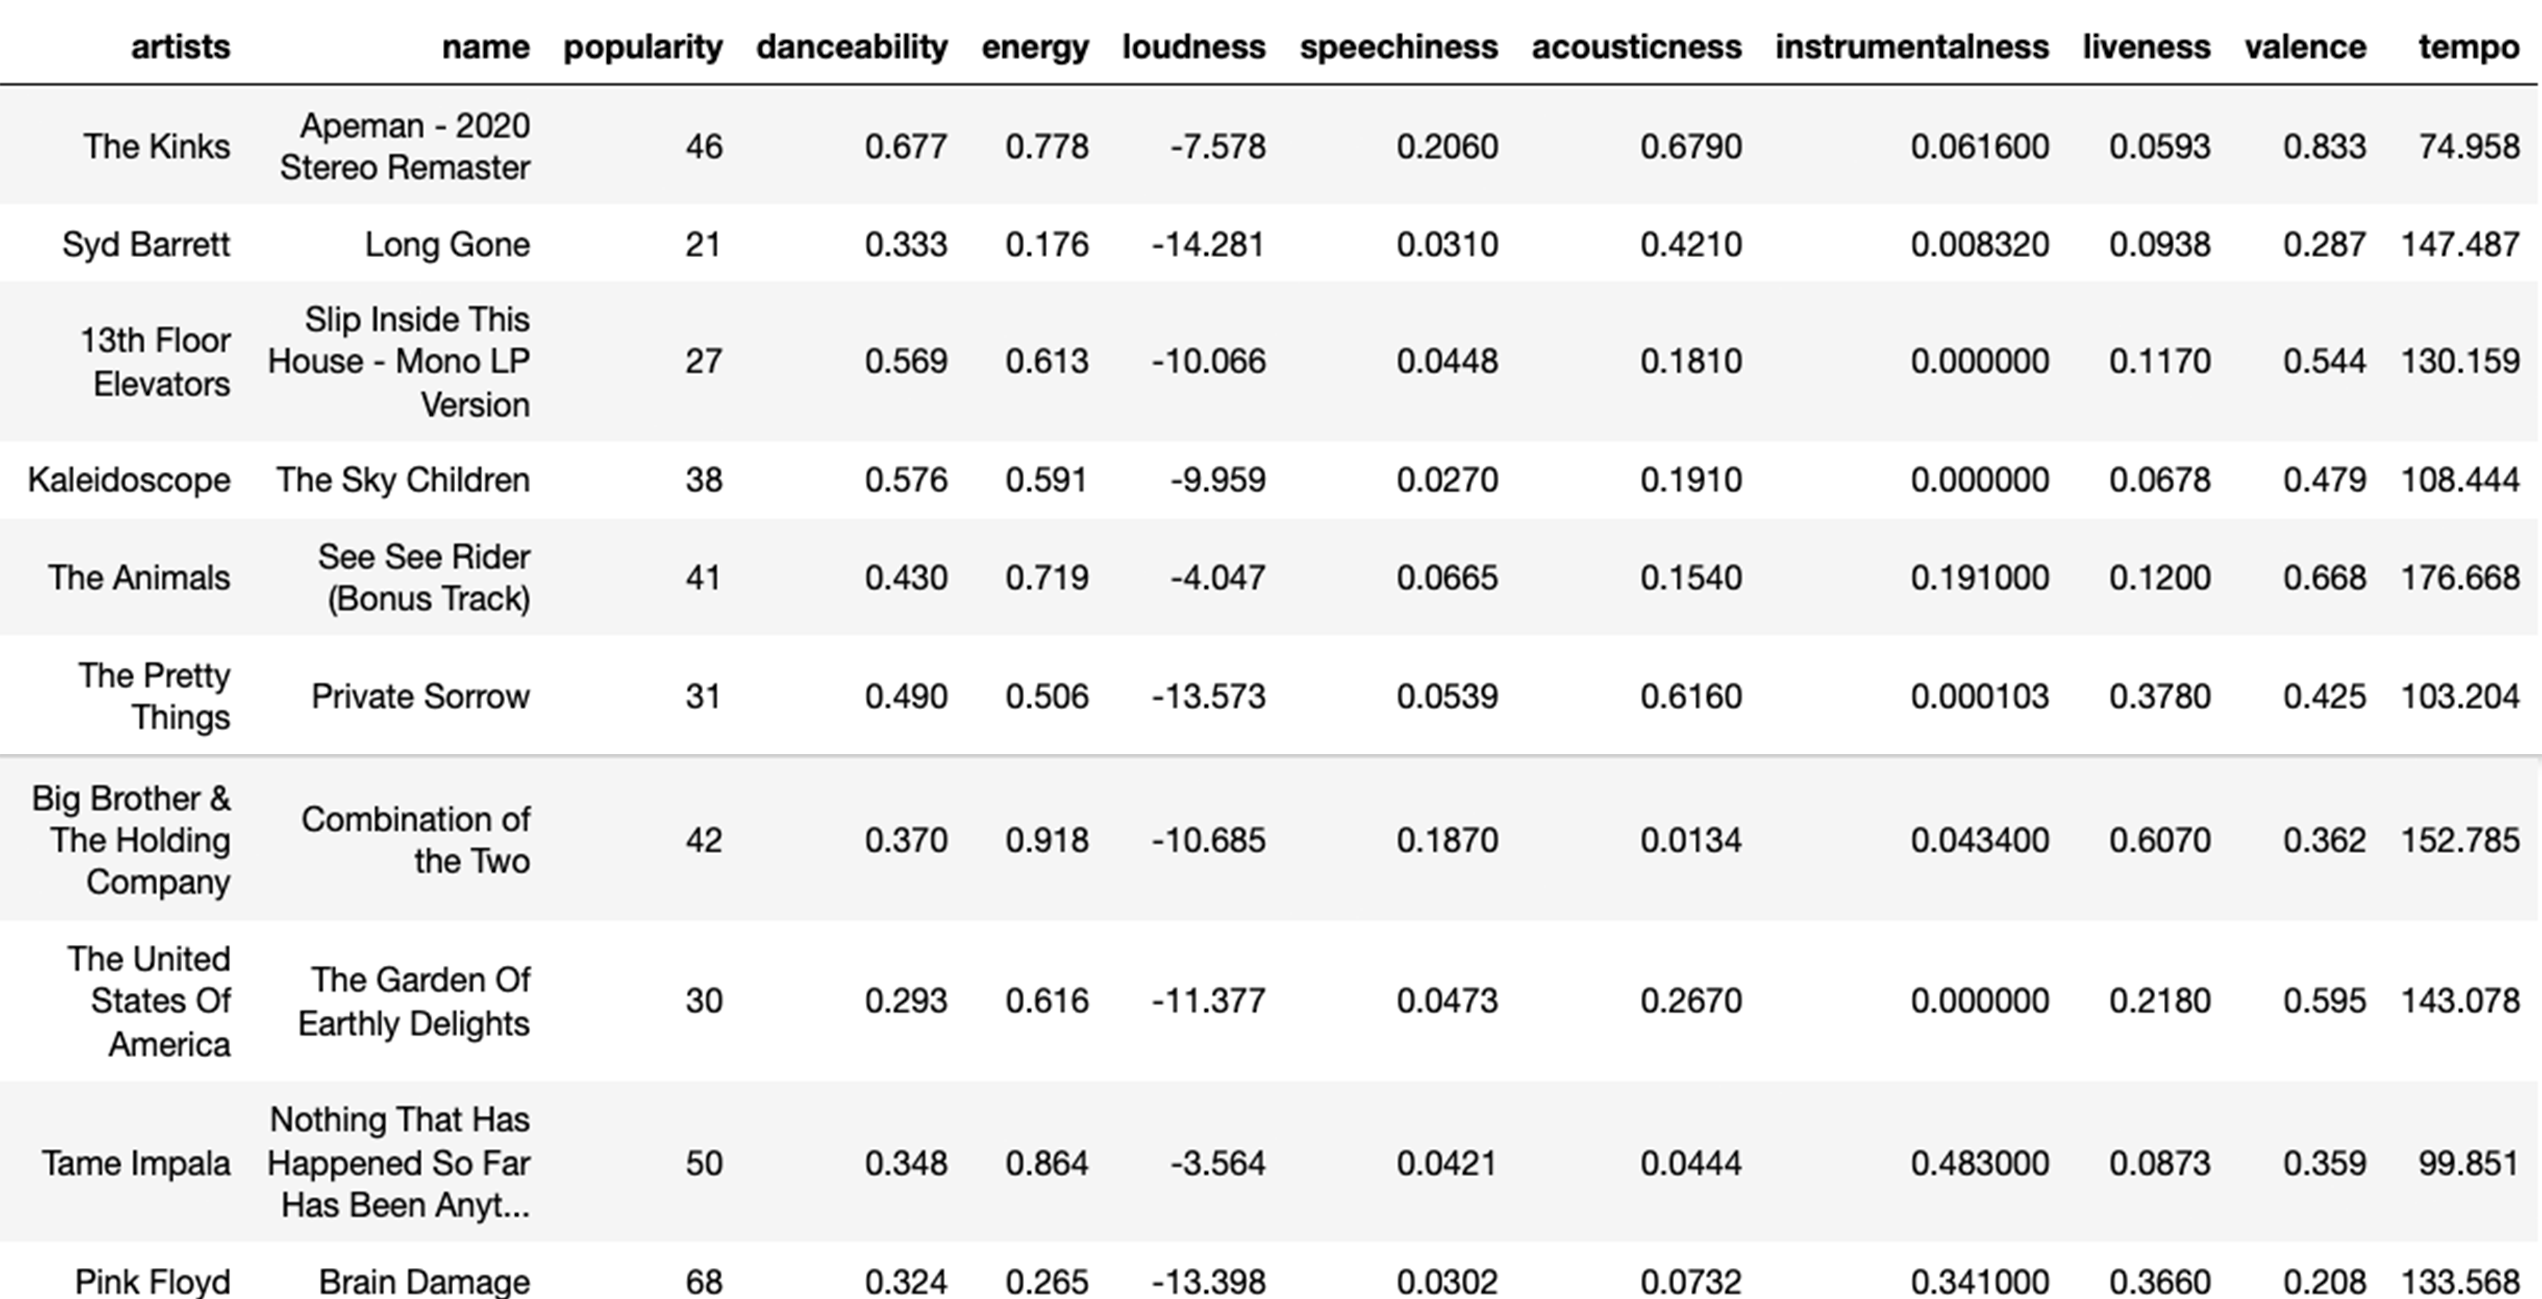 artists name popularity danceability energy loudness speechiness acousticness instrumentalness liveness valence tempo
The Kinks Apeman - 2020 Stereo Remaster 46 0.677 0.778 -7.578 0.2060 0.6790 0.061600 0.0593 0.833 74.958
Syd Barrett Long Gone 21 0.333 0.176 -14.281 0.0310 0.4210 0.008320 0.0938 0.287 147.487
13th Floor Elevators Slip Inside This House - Mono LP Version 27 0.569 0.613 -10.066 0.0448 0.1810 0.000000 0.1170 0.544 130.159
Kaleidoscope The Sky Children 38 0.576 0.591 -9.959 0.0270 0.1910 0.000000 0.0678 0.479 108.444
The Animals See See Rider (Bonus Track) 41 0.430 0.719 -4.047 0.0665 0.1540 0.191000 0.1200 0.668 176.668
The Pretty Things Private Sorrow 31 0.490 0.506 -13.573 0.0539 0.6160 0.000103 0.3780 0.425 103.204
Big Brother & The Holding Company Combination of the Two 42 0.370 0.918 -10.685 0.1870 0.0134 0.043400 0.6070 0.362 152.785
The United States Of America The Garden Of Earthly Delights 30 0.293 0.616 -11.377 0.0473 0.2670 0.000000 0.2180 0.595 143.078
Tame Impala Nothing That Has Happened So Far Has Been Anyt... 50 0.348 0.864 -3.564 0.0421 0.0444 0.483000 0.0873 0.359 99.851
Pink Floyd Brain Damage 68 0.324 0.265 -13.398 0.0302 0.0732 0.341000 0.3660 0.208 133.568